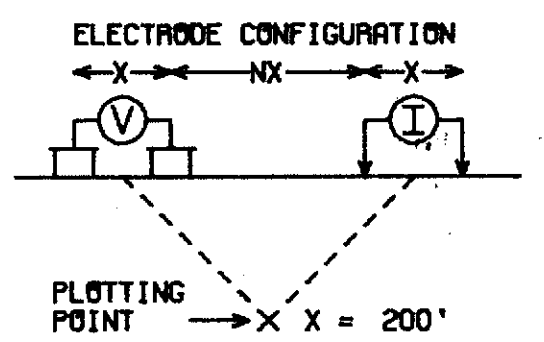 ELECTRODE CONFIGURATION
X NX X
V I
PLOTTING
POINT X X = 200'